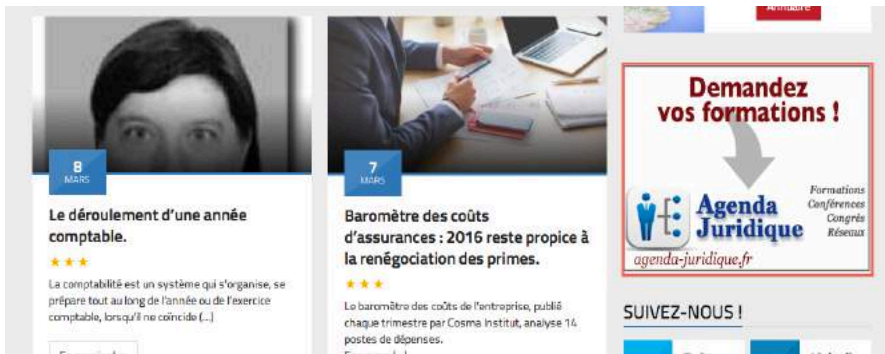 Annuaire
8
MARS
Le déroulement d'une année
comptable.
La comptabilité est un système qui s'organise, se
prépare tout au long de l'année ou de l'exercice
comptable, lorsqu'il ne coïncide (...)
7
MARS
Baromètre des coûts
d'assurances : 2016 reste propice à
la renégociation des primes.
Le baromètre des coûts de l'entreprise, publié
chaque trimestre par Cosma Institut, analyse 14
postes de dépenses.
Demandez
vos formations !
Agenda
Juridique
Formations
Conférences
Congrès
Réseaux
agenda-juridique.fr
SUIVEZ-NOUS !